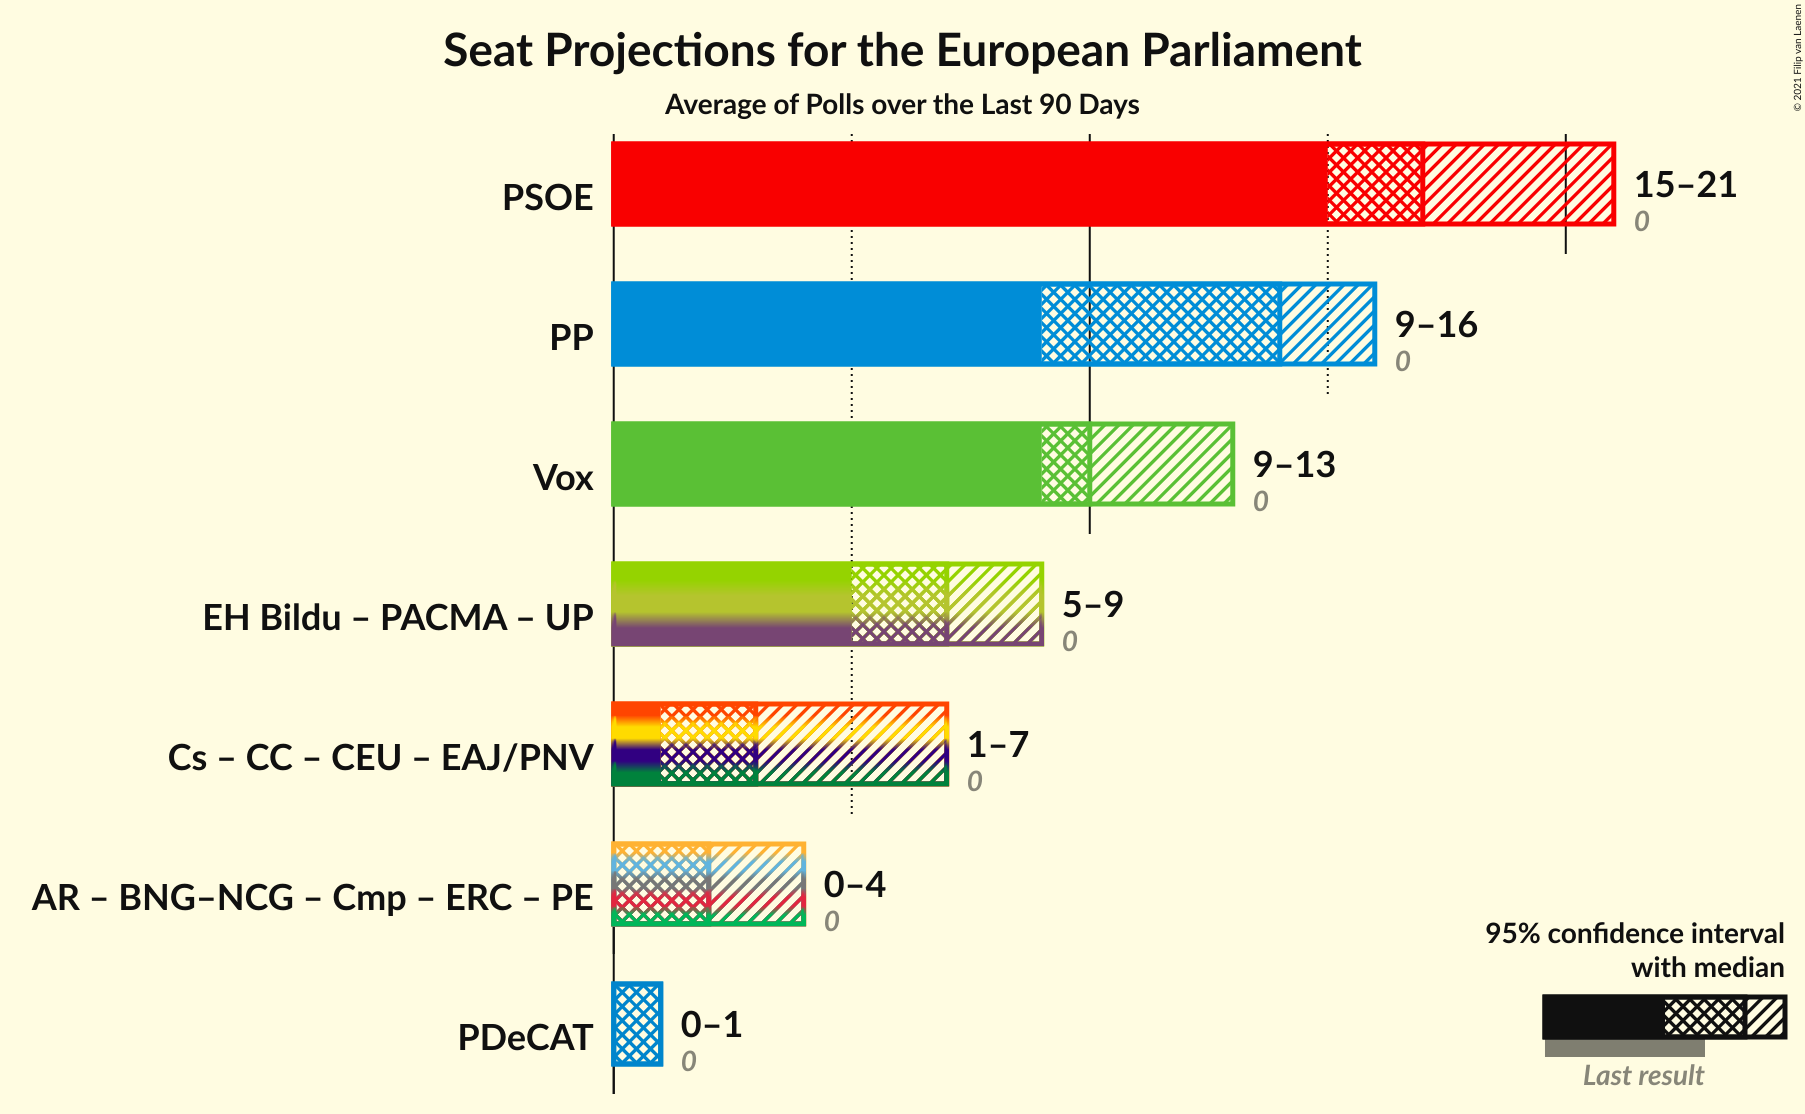 Seat Projections for the European Parliament
Average of Polls over the Last 90 Days
© 2021 Filip van Laenen
PSOE
15–21
0
PP
9–16
0
Vox
9–13
0
EH Bildu – PACMA – UP
5–9
0
Cs – CC – CEU – EAJ/PNV
1–7
0
AR – BNG–NCG – Cmp – ERC – PE
0–4
0
PDeCAT
0–1
0
95% confidence interval
with median
Last result